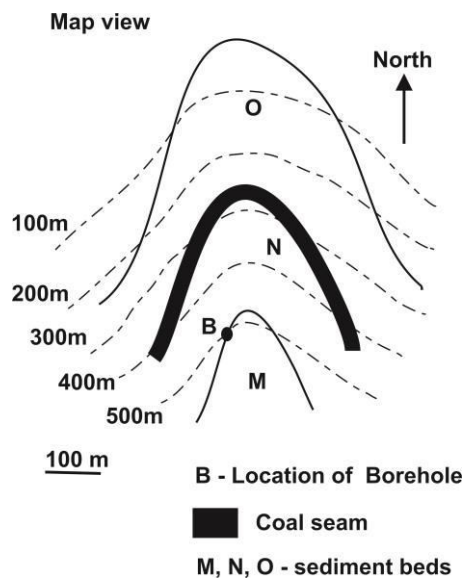 Map view
North
O
100m
N
200m
300m
B
400m
M
500m
100 m
B - Location of Borehole
Coal seam
M, N, O - sediment beds